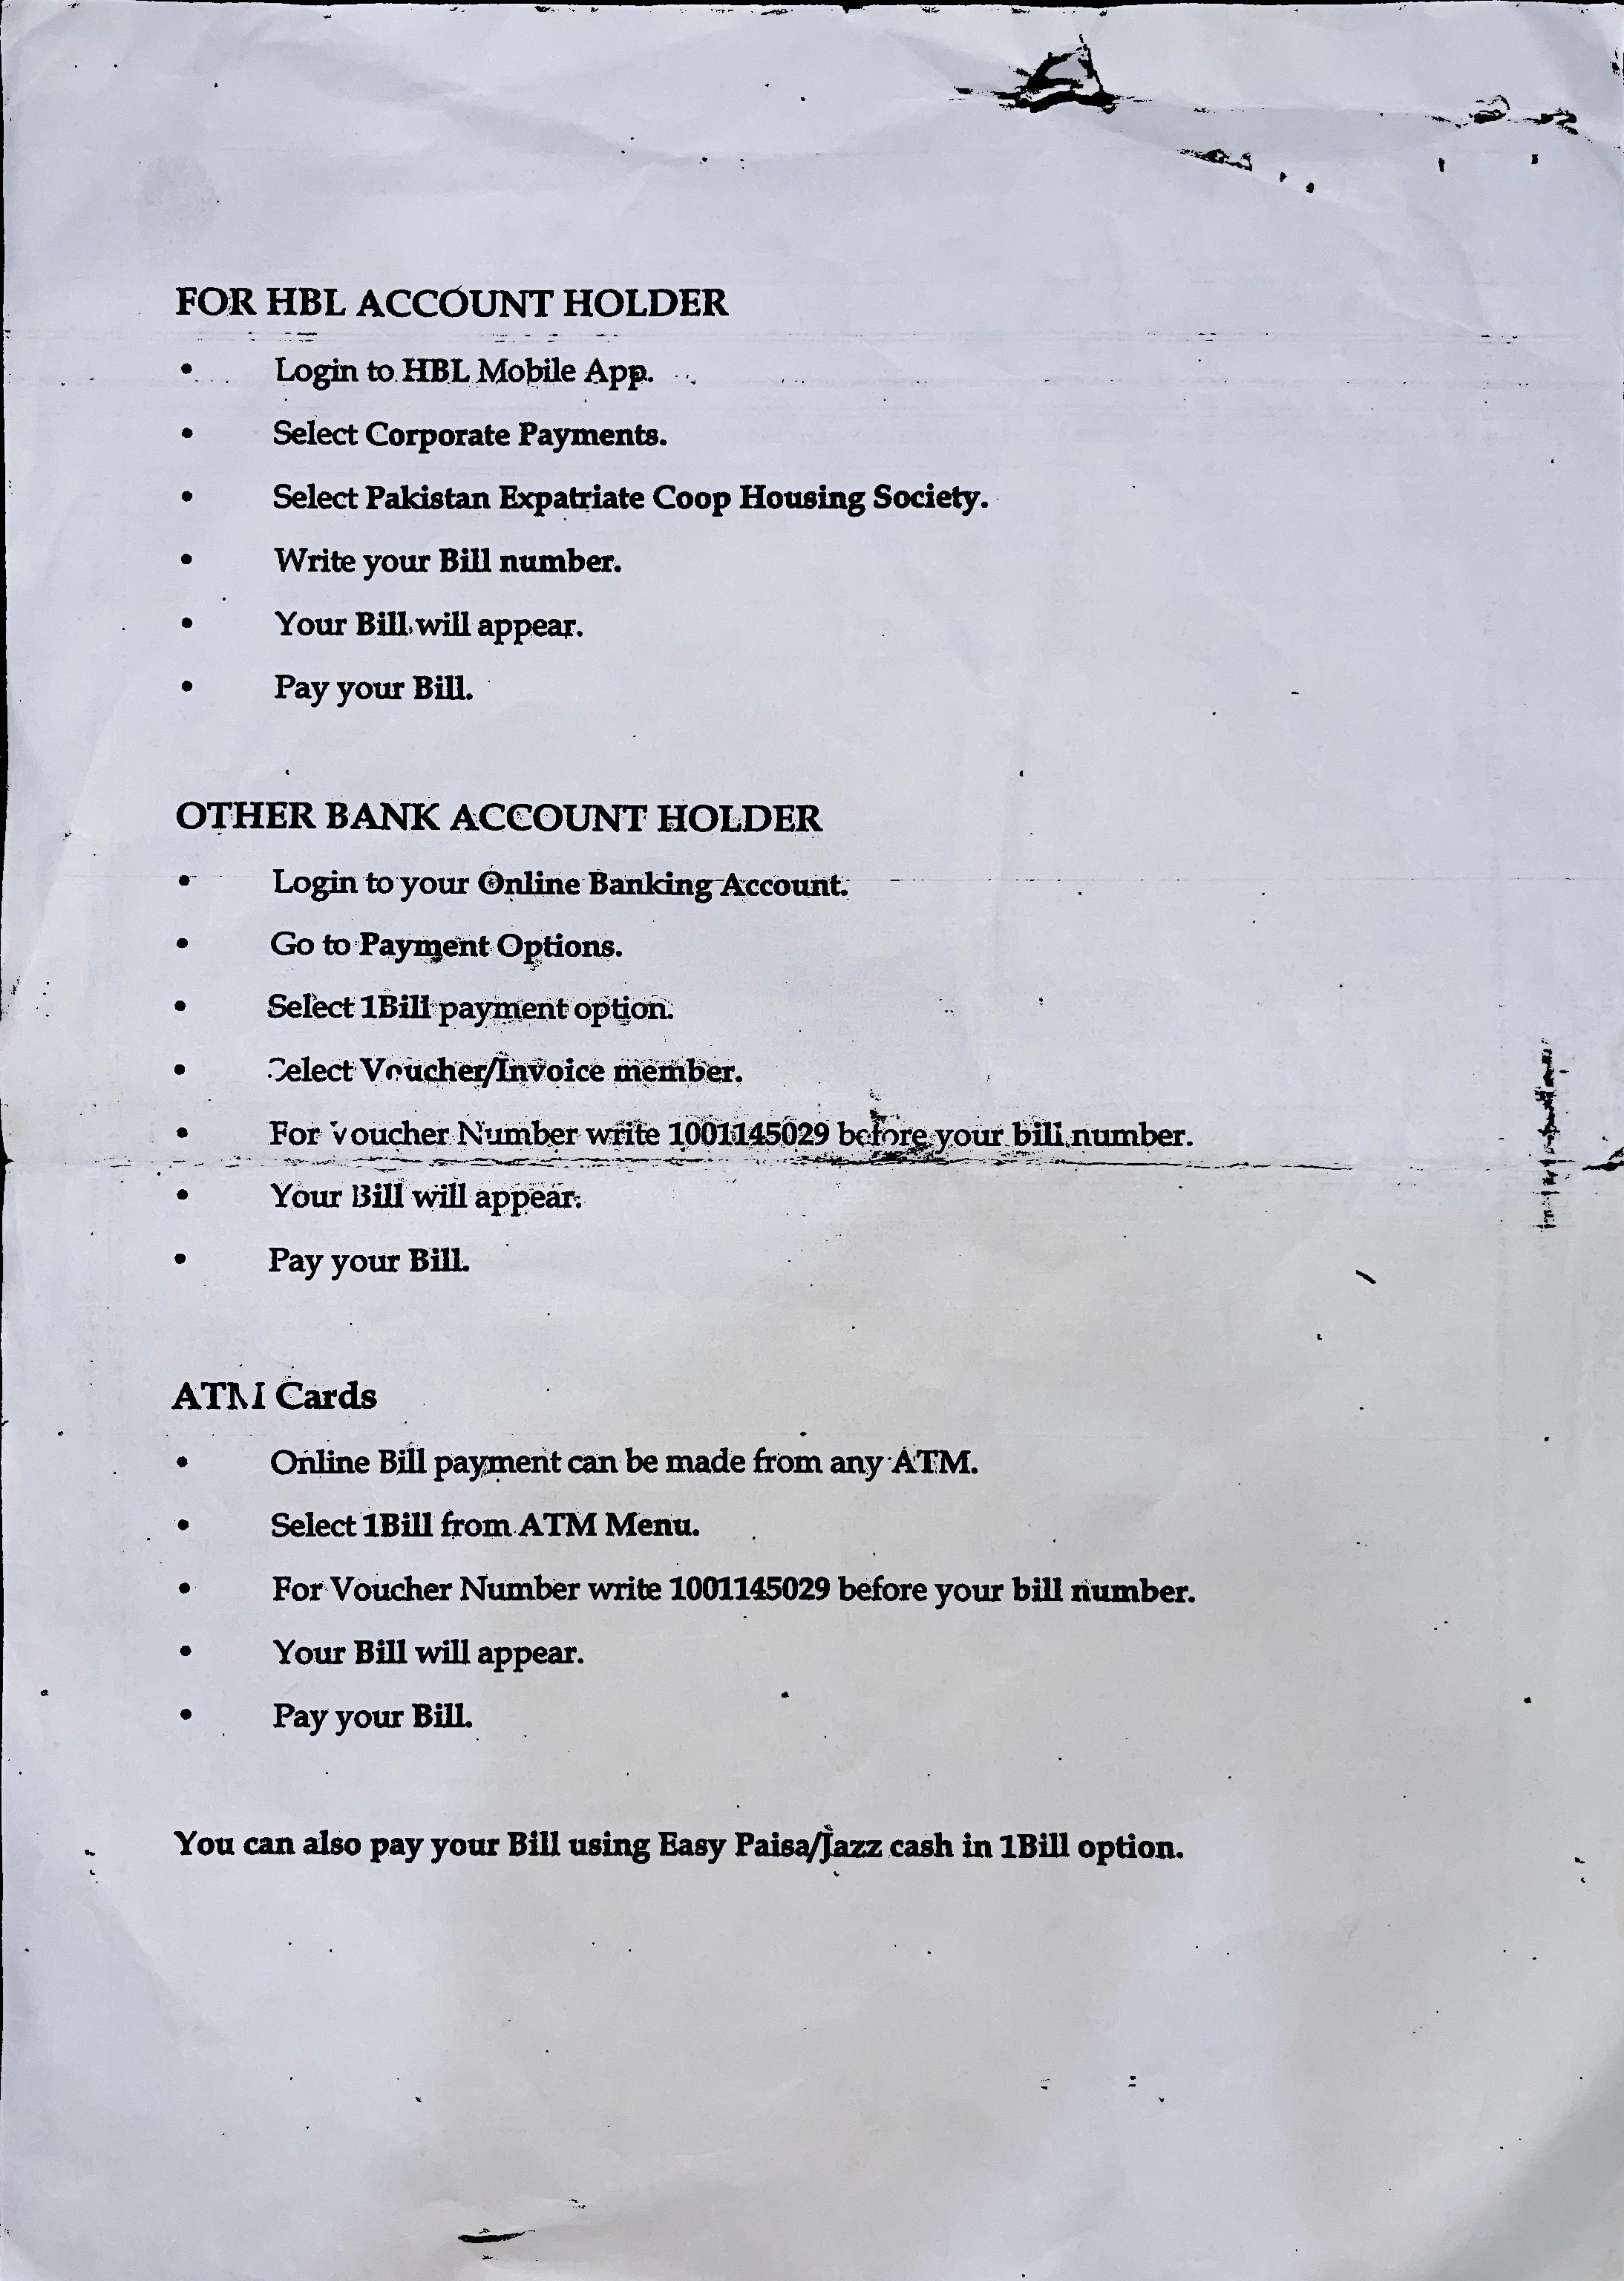 FOR HBL ACCOUNT HOLDER
• Login to HBL Mobile App.
• Select Corporate Payments.
• Select Pakistan Expatriate Coop Housing Society.
• Write your Bill number.
• Your Bill will appear.
• Pay your Bill.
OTHER BANK ACCOUNT HOLDER
• Login to your Online Banking Account.
• Go to Payment Options.
• Select 1Bill payment option.
• Select Voucher/Invoice member.
• For Voucher Number write 1001145029 before your bill number.
• Your Bill will appear.
• Pay your Bill.
ATM Cards
• Online Bill payment can be made from any ATM.
• Select 1Bill from ATM Menu.
• For Voucher Number write 1001145029 before your bill number.
• Your Bill will appear.
• Pay your Bill.
You can also pay your Bill using Easy Paisa/Jazz cash in 1Bill option.